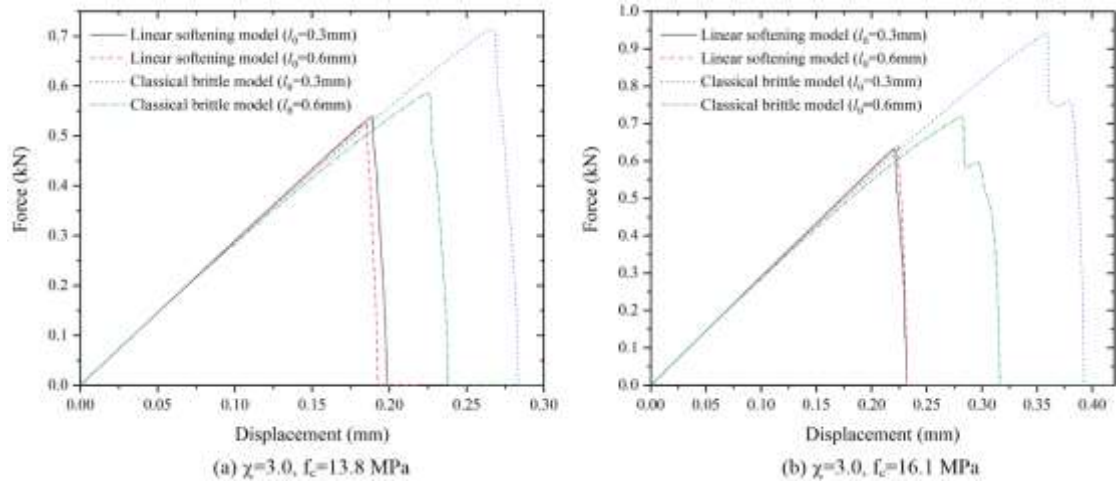 Linear softening model (l₀=0.3mm)
Linear softening model (l₀=0.6mm)
Classical brittle model (l₀=0.3mm)
Classical brittle model (l₀=0.6mm)
0.7
0.6
0.5
0.4
0.3
0.2
0.1
0.0
Force (kN)
0.00 0.05 0.10 0.15 0.20 0.25 0.30
Displacement (mm)
(a) χ=3.0, f_c=13.8 MPa
Linear softening model (l₀=0.3mm)
Linear softening model (l₀=0.6mm)
Classical brittle model (l₀=0.3mm)
Classical brittle model (l₀=0.6mm)
1.0
0.9
0.8
0.7
0.6
0.5
0.4
0.3
0.2
0.1
0.0
Force (kN)
0.00 0.05 0.10 0.15 0.20 0.25 0.30 0.35 0.40
Displacement (mm)
(b) χ=3.0, f_c=16.1 MPa